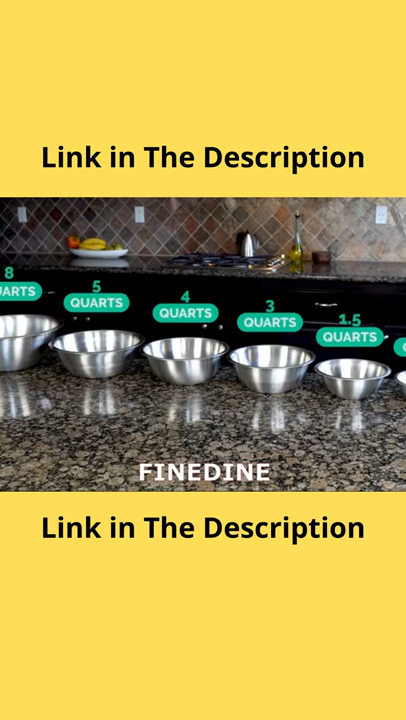 Link in The Description
8
5
QUARTS
4
QUARTS
3
QUARTS
1.5
QUARTS
FINEDINE
Link in The Description